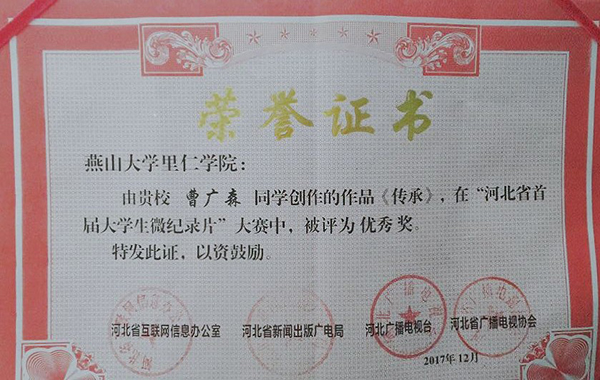 荣誉证书
燕山大学里仁学院：
由贵校 曹广森 同学创作的作品《传承》，在“河北省首
届大学生微纪录片”大赛中，被评为 优秀 奖。
特发此证，以资鼓励。
河北省互联网信息办公室 河北省新闻出版广电局 河北广播电视台 河北省广播电视协会
2017年12月